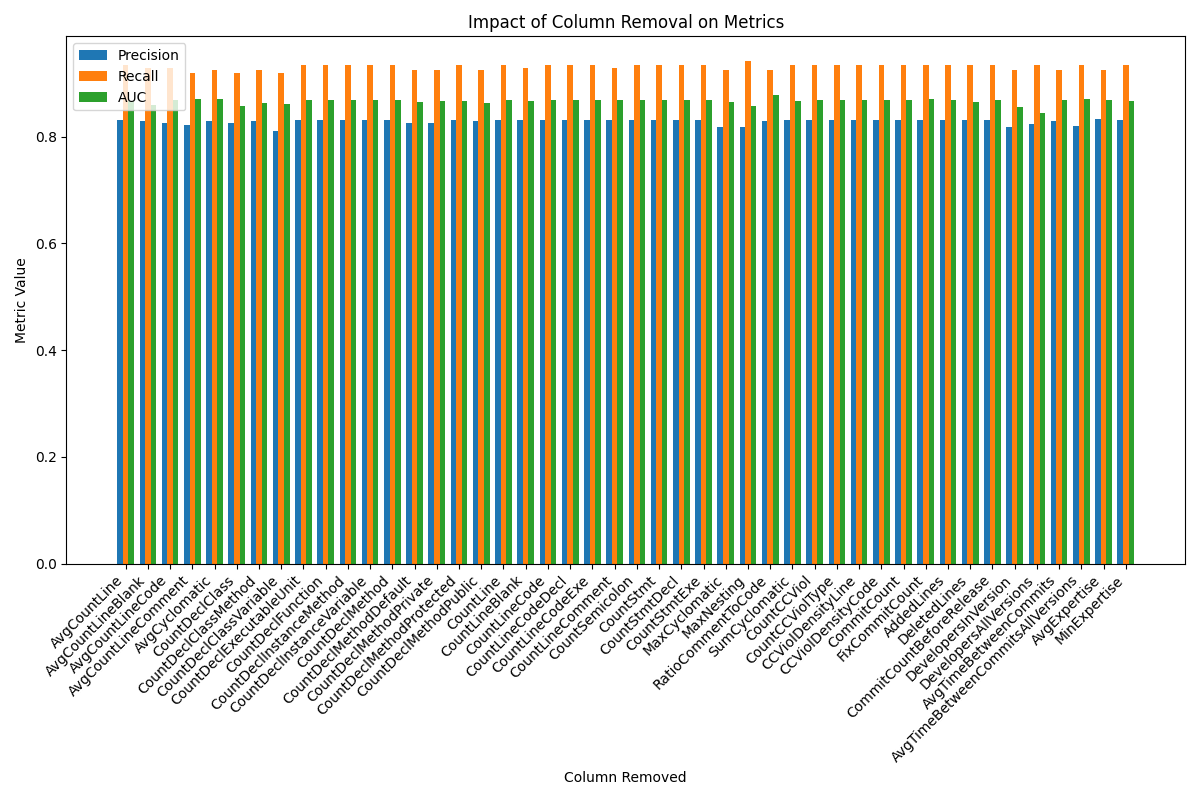 Impact of Column Removal on Metrics
Precision
Recall
AUC
Metric Value
0.8
0.6
0.4
0.2
0.0
AvgCountLine
AvgCountLineBlank
AvgCountLineCode
AvgCountLineComment
AvgCyclomatic
CountDeclClass
CountDeclClassMethod
CountDeclClassVariable
CountDeclExecutableUnit
CountDeclFunction
CountDeclInstanceMethod
CountDeclInstanceVariable
CountDeclMethod
CountDeclMethodDefault
CountDeclMethodPrivate
CountDeclMethodProtected
CountDeclMethodPublic
CountLine
CountLineBlank
CountLineCode
CountLineCodeDecl
CountLineCodeExe
CountLineComment
CountSemicolon
CountStmt
CountStmtDecl
CountStmtExe
MaxCyclomatic
MaxNesting
RatioCommentToCode
SumCyclomatic
CountCCViol
CountCCViolType
CCViolDensityLine
CCViolDensityCode
CommitCount
FixCommitCount
AddedLines
DeletedLines
CommitCountBeforeRelease
DevelopersInVersion
DevelopersAllVersions
AvgTimeBetweenCommits
AvgTimeBetweenCommitsAllVersions
AvgExpertise
MinExpertise
Column Removed